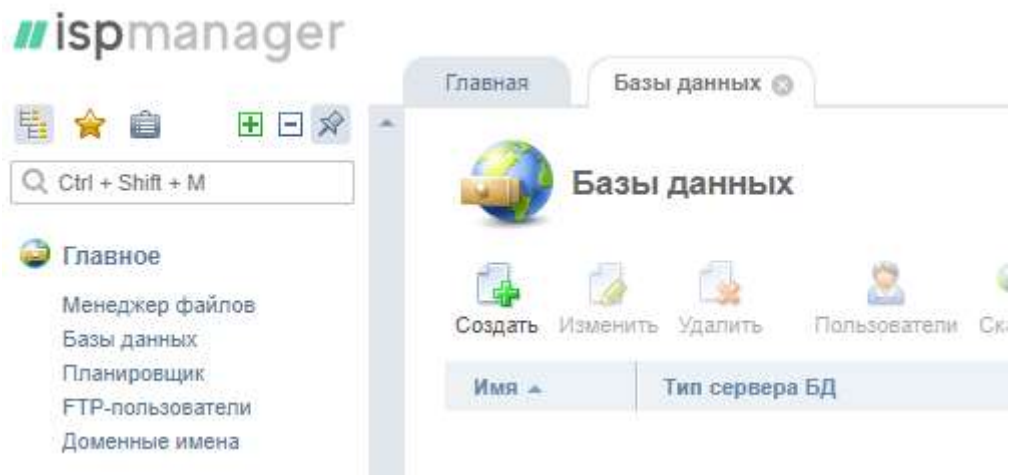 ispmanager
Главная
Базы данных
Ctrl + Shift + M
Базы данных
Главное
Менеджер файлов
Базы данных
Планировщик
FTP-пользователи
Доменные имена
Создать Изменить Удалить Пользователи
Имя Тип сервера БД